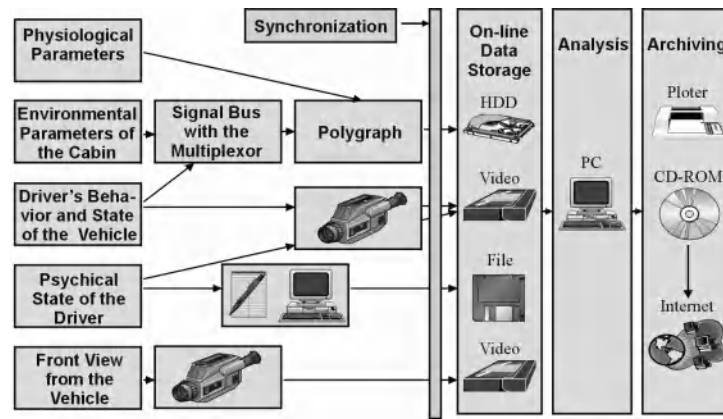 Physiological
Parameters
Synchronization
On-line
Data
Storage
Analysis
Archiving
Environmental
Parameters of
the Cabin
Signal Bus
with the
Multiplexor
Polygraph
HDD
Ploter
Driver's Beha-
vior and State
of the Vehicle
Video
PC
CD-ROM
Psychical
State of the
Driver
File
Internet
Front View
from the
Vehicle
Video